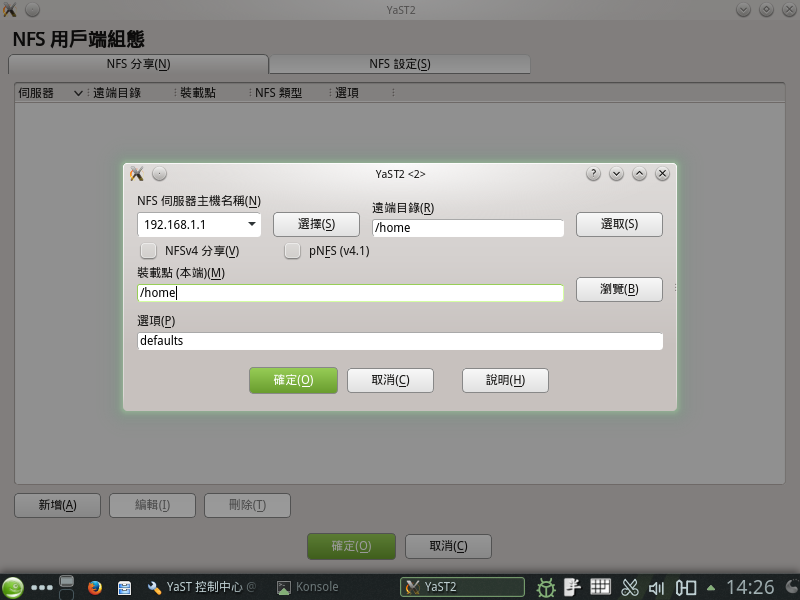 YaST2
NFS 用戶端組態
NFS 分享(N)
NFS 設定(S)
伺服器 遠端目錄 裝載點 NFS 類型 選項
YaST2 <2>
NFS 伺服器主機名稱(N)
遠端目錄(R)
192.168.1.1
選擇(S)
/home
選取(S)
NFSv4 分享(V)
pNFS (v4.1)
裝載點 (本端)(M)
/home
瀏覽(B)
選項(P)
defaults
確定(O)
取消(C)
說明(H)
新增(A)
編輯(I)
刪除(T)
確定(O)
取消(C)
YaST 控制中心 @
Konsole
YaST2
14:26